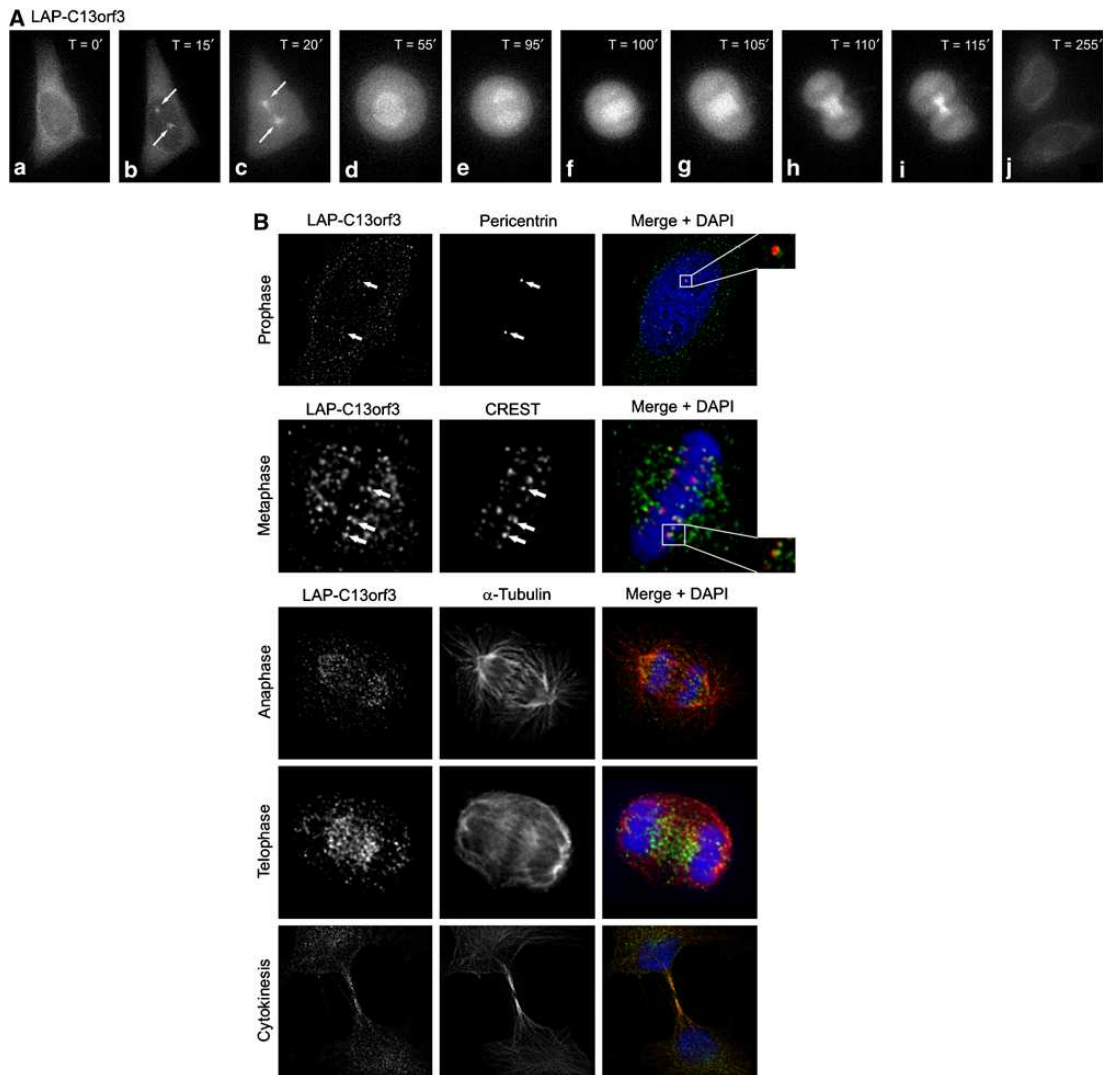 A LAP-C13orf3
T = 0′ T = 15′ T = 20′ T = 55′ T = 95′ T = 100′ T = 105′ T = 110′ T = 115′ T = 255′
a b c d e f g h i j
B LAP-C13orf3 Pericentrin Merge + DAPI
Prophase
LAP-C13orf3 CREST Merge + DAPI
Metaphase
LAP-C13orf3 α-Tubulin Merge + DAPI
Anaphase
Telophase
Cytokinesis